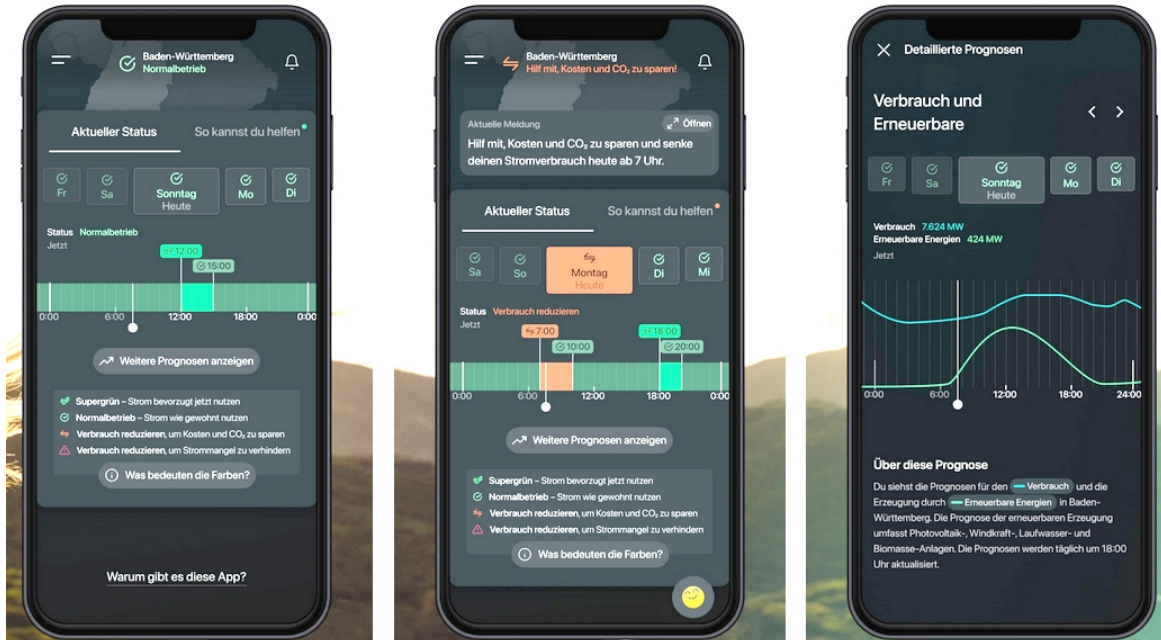 Baden-Württemberg
Normalbetrieb
Aktueller Status
So kannst du helfen
Fr
Sa
Sonntag
Heute
Mo
Di
Status Normalbetrieb
Jetzt
12:00
15:00
0:00 6:00 12:00 18:00 0:00
Weitere Prognosen anzeigen
Supergrün – Strom bevorzugt jetzt nutzen
Normalbetrieb – Strom wie gewohnt nutzen
Verbrauch reduzieren, um Kosten und CO₂ zu sparen
Verbrauch reduzieren, um Strommangel zu verhindern
Was bedeuten die Farben?
Warum gibt es diese App?
Baden-Württemberg
Hilf mit, Kosten und CO₂ zu sparen!
Aktuelle Meldung
Öffnen
Hilf mit, Kosten und CO₂ zu sparen und senke
deinen Stromverbrauch heute ab 7 Uhr.
Aktueller Status
So kannst du helfen
Sa
So
Montag
Heute
Di
Mi
Status Verbrauch reduzieren
Jetzt
7:00
18:00
10:00
20:00
0:00 6:00 12:00 18:00 0:00
Weitere Prognosen anzeigen
Supergrün – Strom bevorzugt jetzt nutzen
Normalbetrieb – Strom wie gewohnt nutzen
Verbrauch reduzieren, um Kosten und CO₂ zu sparen
Verbrauch reduzieren, um Strommangel zu verhindern
Was bedeuten die Farben?
Detaillierte Prognosen
Verbrauch und
Erneuerbare
Fr
Sa
Sonntag
Heute
Mo
Di
Verbrauch 7.624 MW
Erneuerbare Energien 424 MW
Jetzt
0:00 6:00 12:00 18:00 24:00
Über diese Prognose
Du siehst die Prognosen für den Verbrauch und die
Erzeugung durch Erneuerbare Energien in Baden-
Württemberg. Die Prognose der erneuerbaren Erzeugung
umfasst Photovoltaik-, Windkraft-, Laufwasser- und
Biomasse-Anlagen. Die Prognosen werden täglich um 18:00
Uhr aktualisiert.